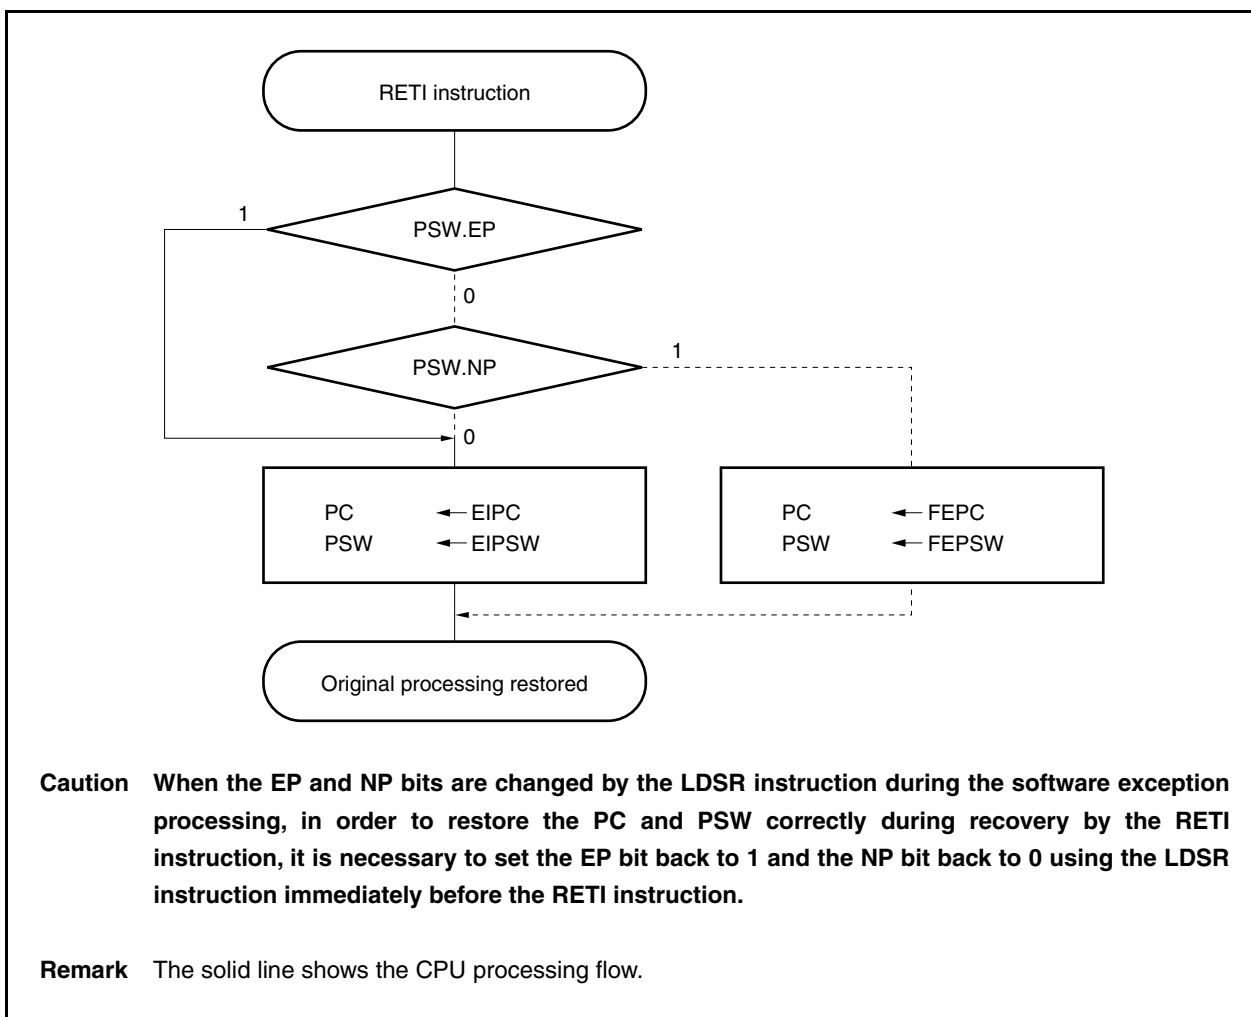 RETI instruction
1
PSW.EP
0
PSW.NP
1
0
PC ← EIPC
PSW ← EIPSW
PC ← FEPC
PSW ← FEPSW
Original processing restored
Caution When the EP and NP bits are changed by the LDSR instruction during the software exception
processing, in order to restore the PC and PSW correctly during recovery by the RETI
instruction, it is necessary to set the EP bit back to 1 and the NP bit back to 0 using the LDSR
instruction immediately before the RETI instruction.
Remark The solid line shows the CPU processing flow.